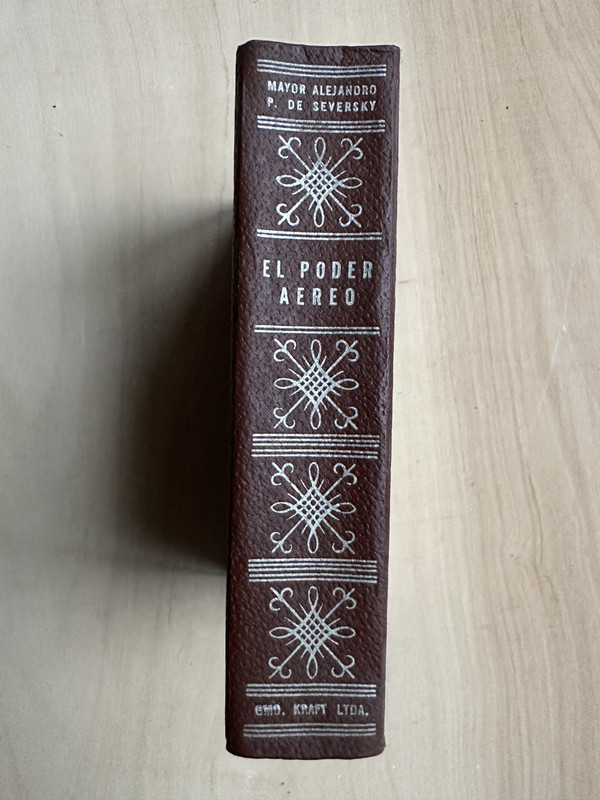 MAYOR ALEJANDRO
P. DE SEVERSKY
EL PODER
AEREO
GMO. KRAFT LTDA.